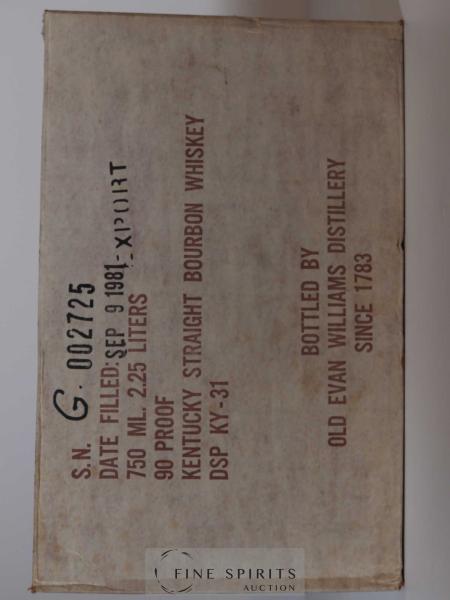 S.N. G. 002725
DATE FILLED: SEP 9 1981-XPORT
750 ML. 2.25 LITERS
90 PROOF
KENTUCKY STRAIGHT BOURBON WHISKEY
DSP KY-31
BOTTLED BY
OLD EVAN WILLIAMS DISTILLERY
SINCE 1783
FINE SPIRITS
AUCTION